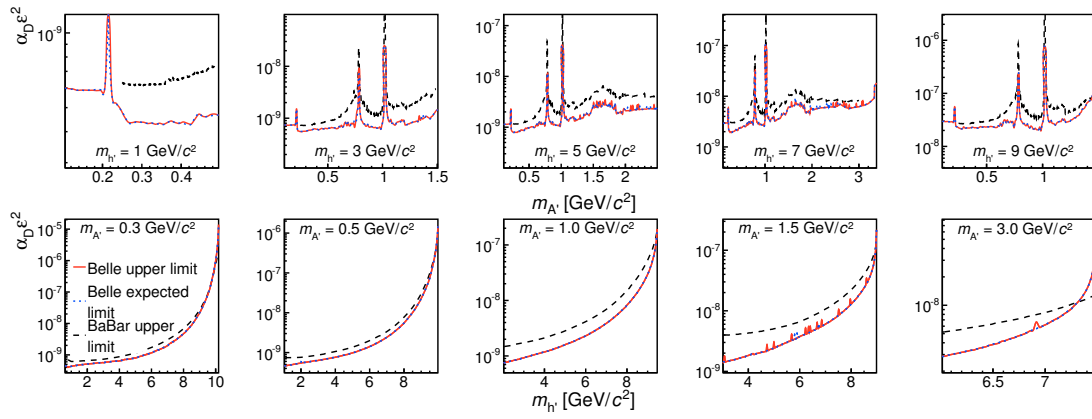 α_D ε²
10⁻⁹
10⁻⁸
10⁻⁹
10⁻⁷
10⁻⁸
10⁻⁹
10⁻⁷
10⁻⁸
10⁻⁹
10⁻⁶
10⁻⁷
10⁻⁸
10⁻⁹
m_h' = 1 GeV/c²
m_h' = 3 GeV/c²
m_h' = 5 GeV/c²
m_h' = 7 GeV/c²
m_h' = 9 GeV/c²
0.2 0.3 0.4
0.5 1 1.5
0.5 1 1.5 2
1 2 3
0.5 1
m_A' [GeV/c²]
α_D ε²
10⁻⁵
10⁻⁶
10⁻⁷
10⁻⁸
10⁻⁹
10⁻⁶
10⁻⁷
10⁻⁸
10⁻⁹
10⁻⁷
10⁻⁸
10⁻⁹
10⁻⁶
10⁻⁷
10⁻⁸
10⁻⁹
10⁻⁸
m_A' = 0.3 GeV/c²
m_A' = 0.5 GeV/c²
m_A' = 1.0 GeV/c²
m_A' = 1.5 GeV/c²
m_A' = 3.0 GeV/c²
Belle upper limit
Belle expected
limit
BaBar upper
limit
2 4 6 8 10
2 4 6 8
4 6 8
4 6 8
6.5 7
m_h' [GeV/c²]